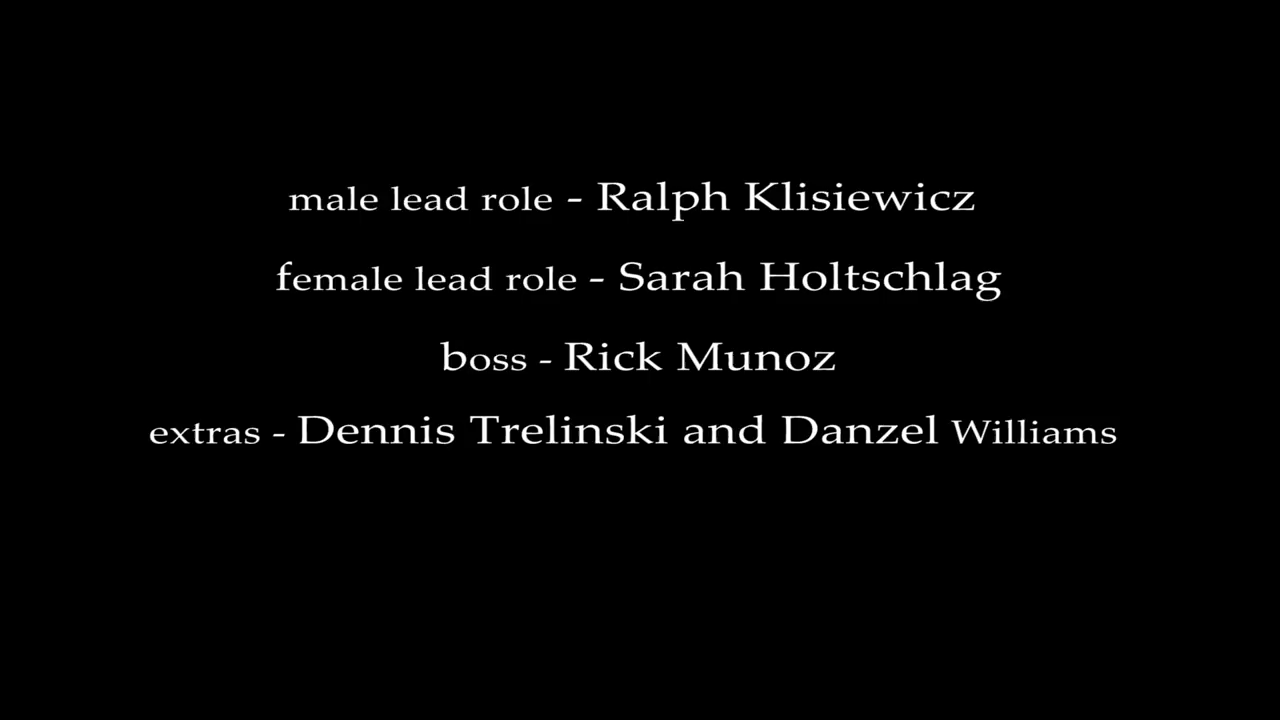 male lead role - Ralph Klisiewicz
female lead role - Sarah Holtschlag
boss - Rick Munoz
extras - Dennis Trelinski and Danzel Williams